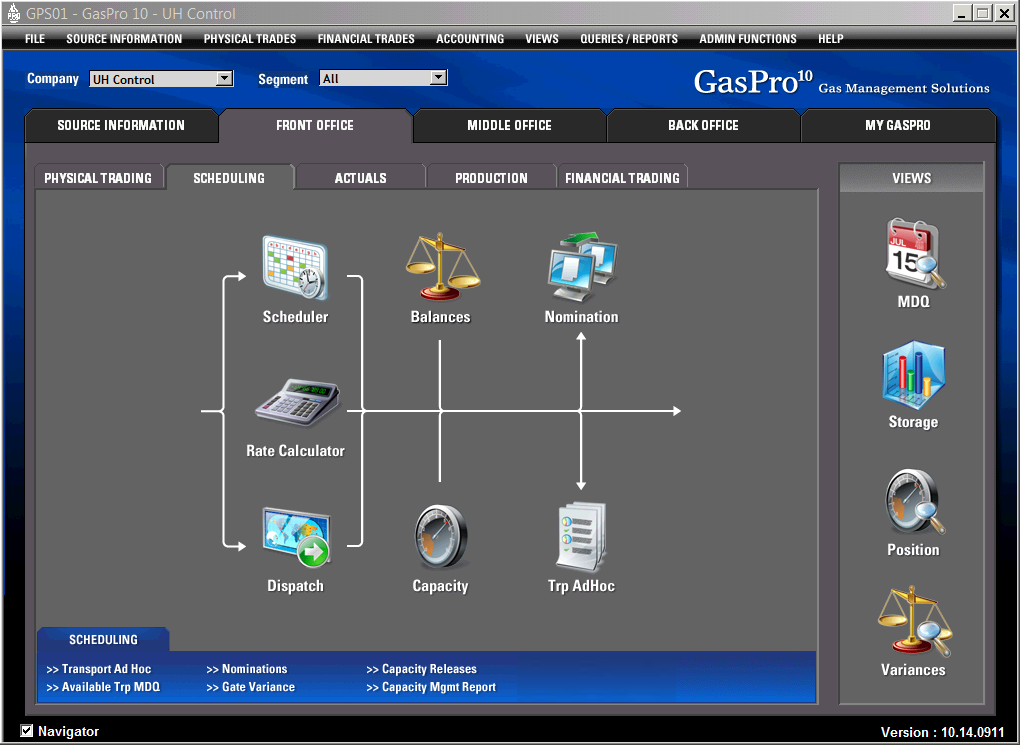 GPS01 - GasPro 10 - UH Control
FILE SOURCE INFORMATION PHYSICAL TRADES FINANCIAL TRADES ACCOUNTING VIEWS QUERIES / REPORTS ADMIN FUNCTIONS HELP
Company UH Control Segment All
GasPro10 Gas Management Solutions
SOURCE INFORMATION FRONT OFFICE MIDDLE OFFICE BACK OFFICE MY GASPRO
PHYSICAL TRADING SCHEDULING ACTUALS PRODUCTION FINANCIAL TRADING
VIEWS
JUL
15
MDQ
Scheduler Balances Nomination
Storage
Rate Calculator
Position
Dispatch Capacity Trp AdHoc
Variances
SCHEDULING
>> Transport Ad Hoc >> Nominations >> Capacity Releases
>> Available Trp MDQ >> Gate Variance >> Capacity Mgmt Report
Navigator
Version : 10.14.0911